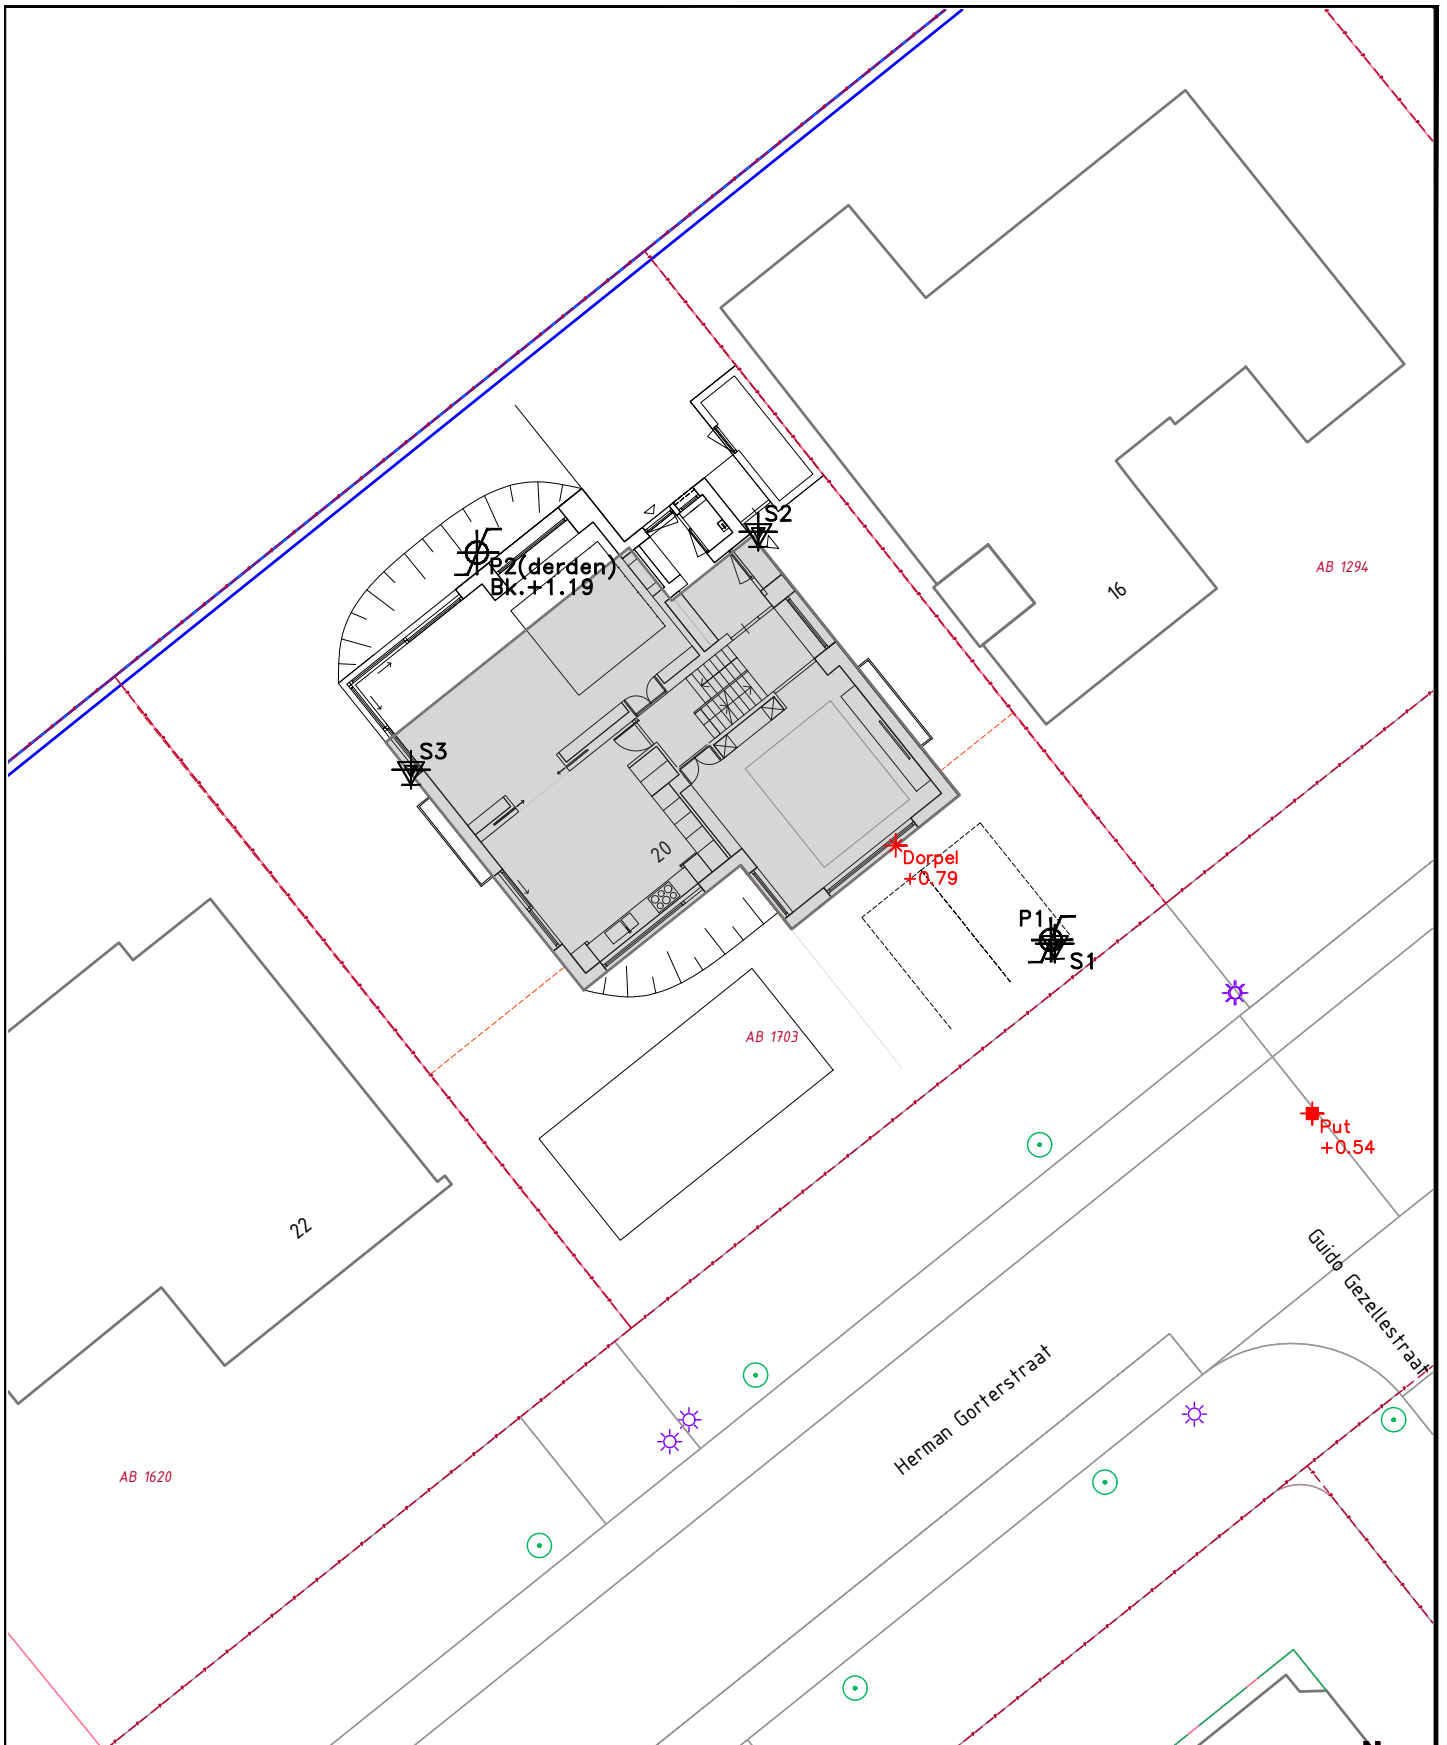 AB 1294
16
S2
P2(derden)
Bk.+1.19
S3
20
Dorpel
+0.79
P1
S1
AB 1703
Put
+0.54
22
Guido Gezellestraat
Herman Gorterstraat
AB 1620